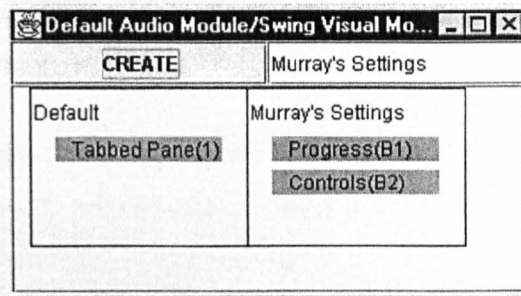 Default Audio Module/Swing Visual Mo...
CREATE Murray's Settings
Default Murray's Settings
Tabbed Pane(1) Progress(B1)
Controls(B2)